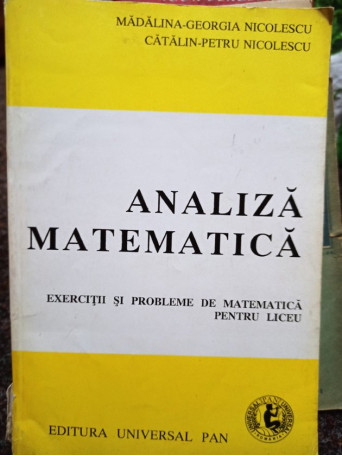 MĂDĂLINA-GEORGIA NICOLESCU
CĂTĂLIN-PETRU NICOLESCU
ANALIZĂ
MATEMATICĂ
EXERCIȚII ȘI PROBLEME DE MATEMATICĂ
PENTRU LICEU
EDITURA UNIVERSAL PAN